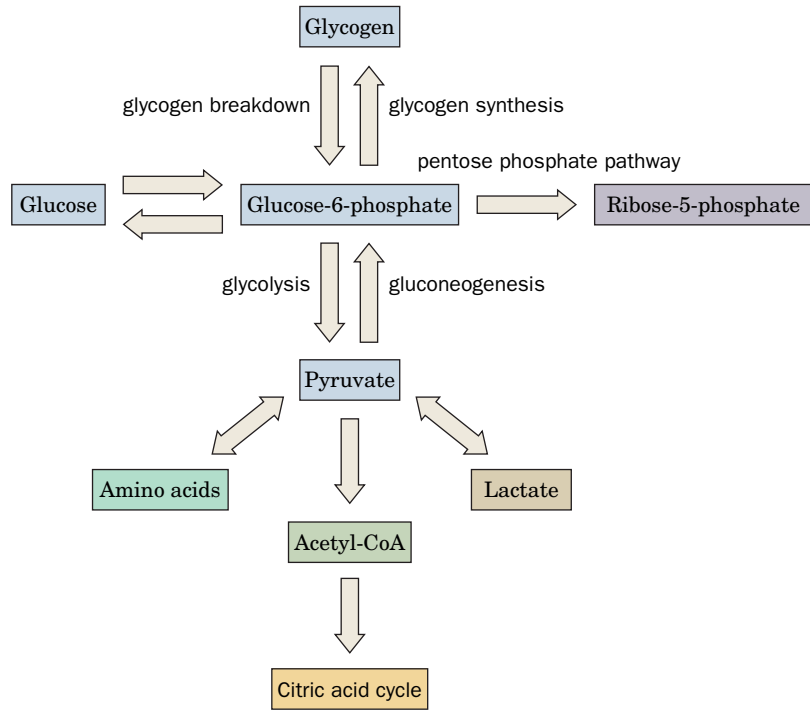 Glycogen
glycogen breakdown
glycogen synthesis
pentose phosphate pathway
Glucose
Glucose-6-phosphate
Ribose-5-phosphate
glycolysis
gluconeogenesis
Pyruvate
Amino acids
Lactate
Acetyl-CoA
Citric acid cycle